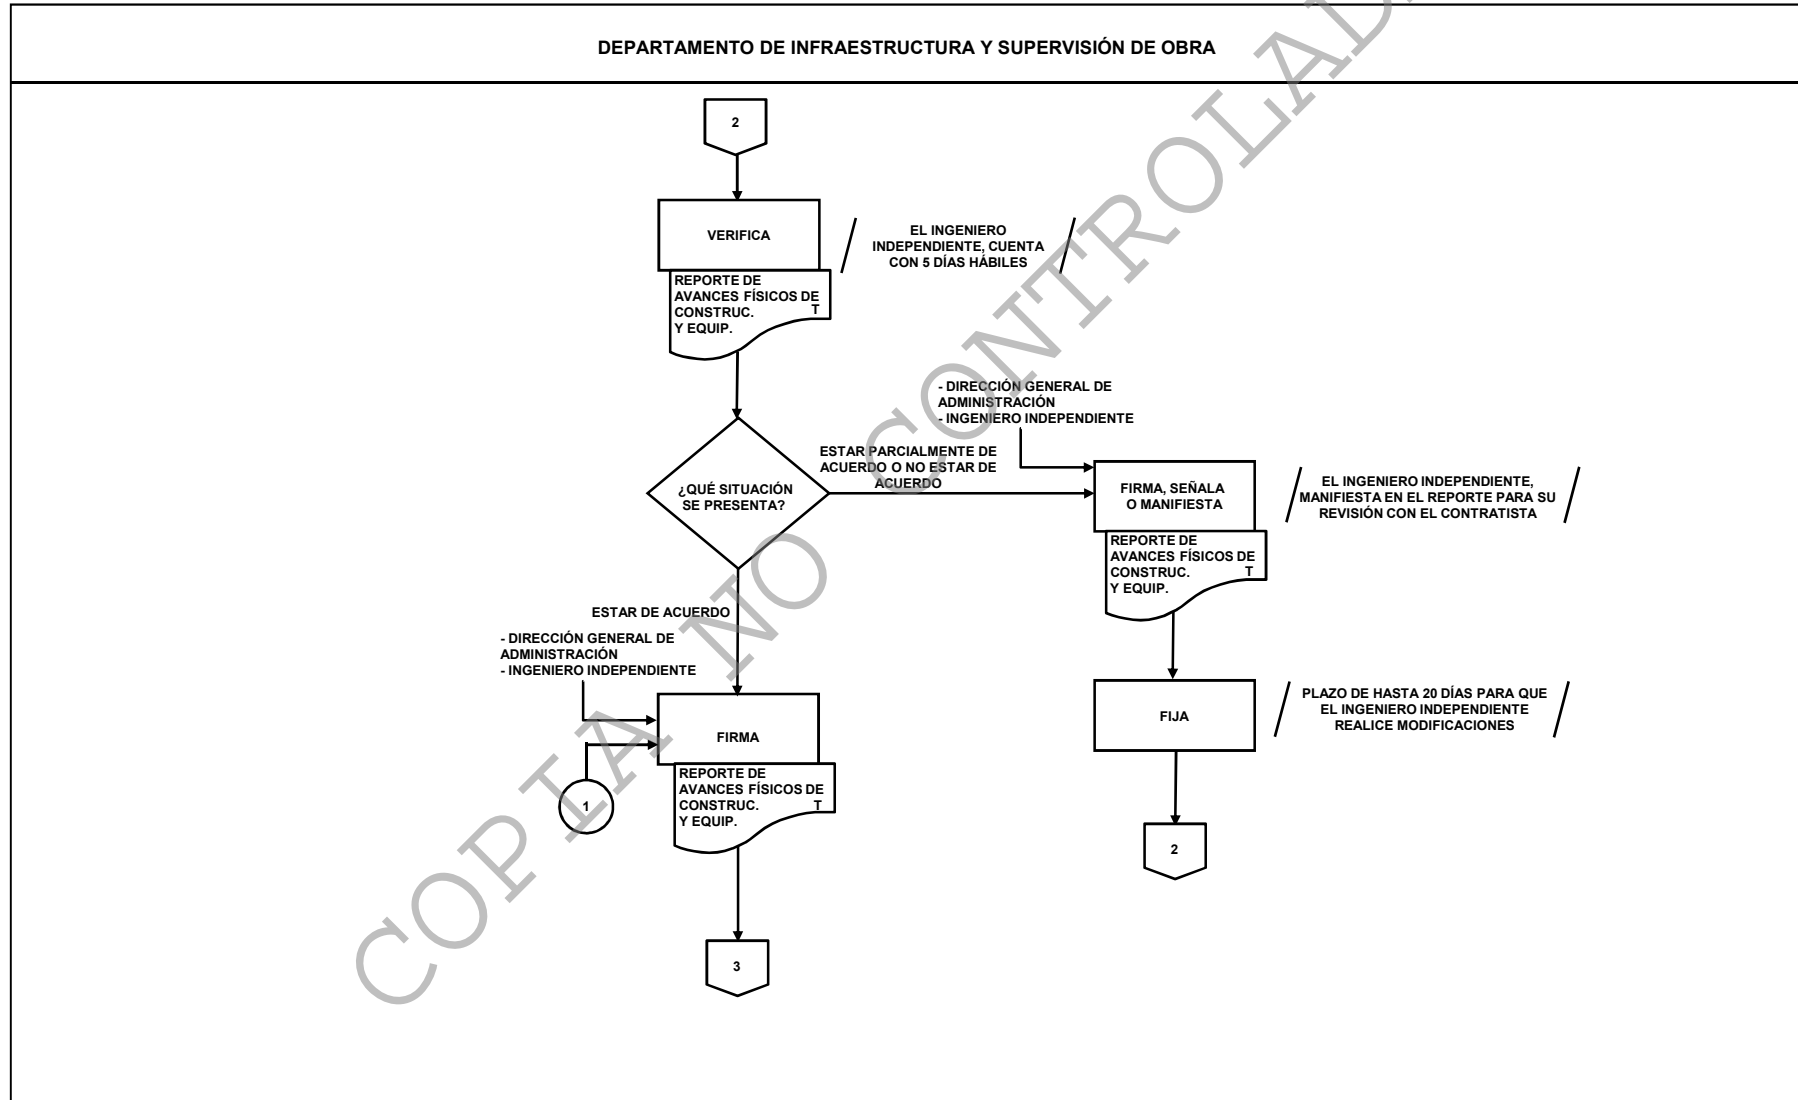 DEPARTAMENTO DE INFRAESTRUCTURA Y SUPERVISIÓN DE OBRA
2
VERIFICA
EL INGENIERO
INDEPENDIENTE, CUENTA
CON 5 DÍAS HÁBILES
REPORTE DE
AVANCES FÍSICOS DE
CONSTRUC. T
Y EQUIP.
- DIRECCIÓN GENERAL DE
ADMINISTRACIÓN
- INGENIERO INDEPENDIENTE
ESTAR PARCIALMENTE DE
ACUERDO O NO ESTAR DE
ACUERDO
¿QUÉ SITUACIÓN
SE PRESENTA?
FIRMA, SEÑALA
O MANIFIESTA
EL INGENIERO INDEPENDIENTE,
MANIFIESTA EN EL REPORTE PARA SU
REVISIÓN CON EL CONTRATISTA
REPORTE DE
AVANCES FÍSICOS DE
CONSTRUC. T
Y EQUIP.
ESTAR DE ACUERDO
- DIRECCIÓN GENERAL DE
ADMINISTRACIÓN
- INGENIERO INDEPENDIENTE
FIJA
PLAZO DE HASTA 20 DÍAS PARA QUE
EL INGENIERO INDEPENDIENTE
REALICE MODIFICACIONES
FIRMA
REPORTE DE
AVANCES FÍSICOS DE
CONSTRUC. T
Y EQUIP.
1
2
3
COPIA NO CONTROLAD